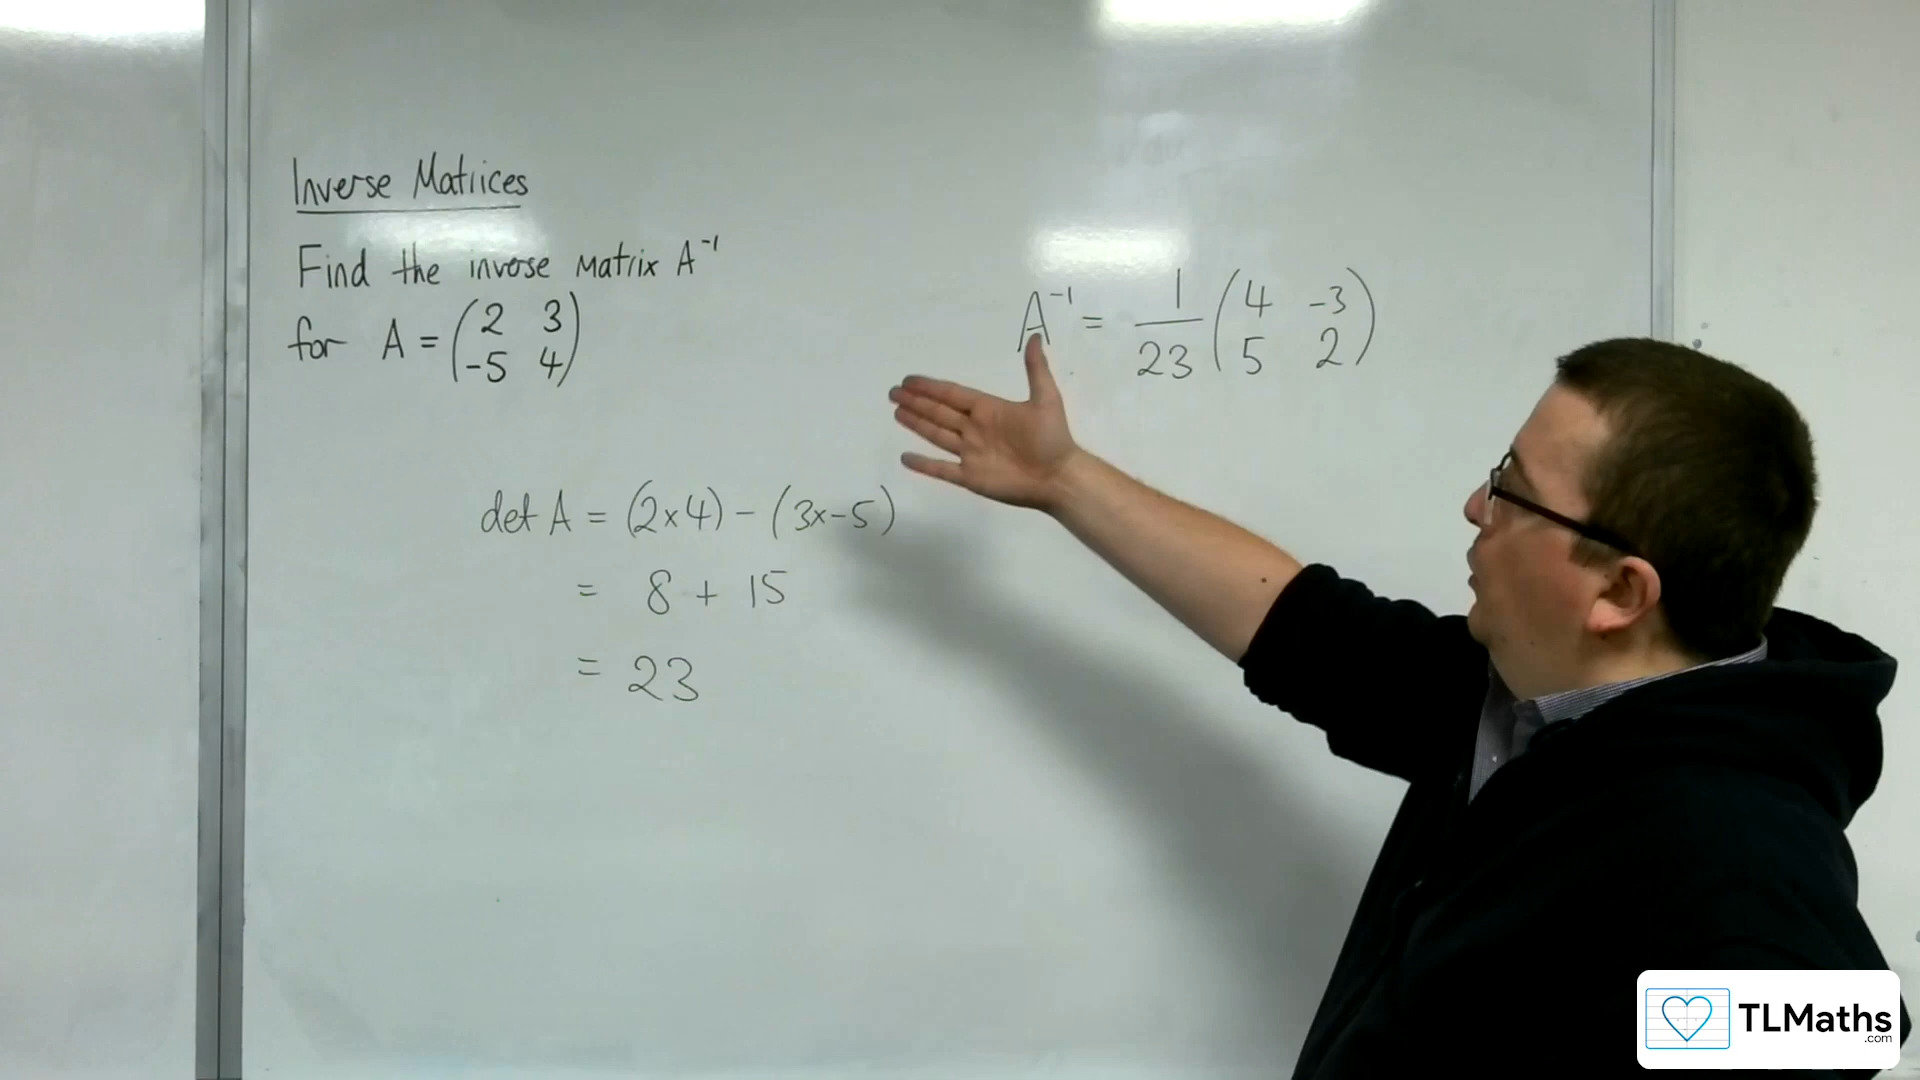 Inverse Matrices
Find the inverse matrix A⁻¹
for A = (2 3
-5 4)
A⁻¹ = 1/23 (4 -3
5 2)
det A = (2×4) - (3×-5)
= 8 + 15
= 23
TLMaths
.com